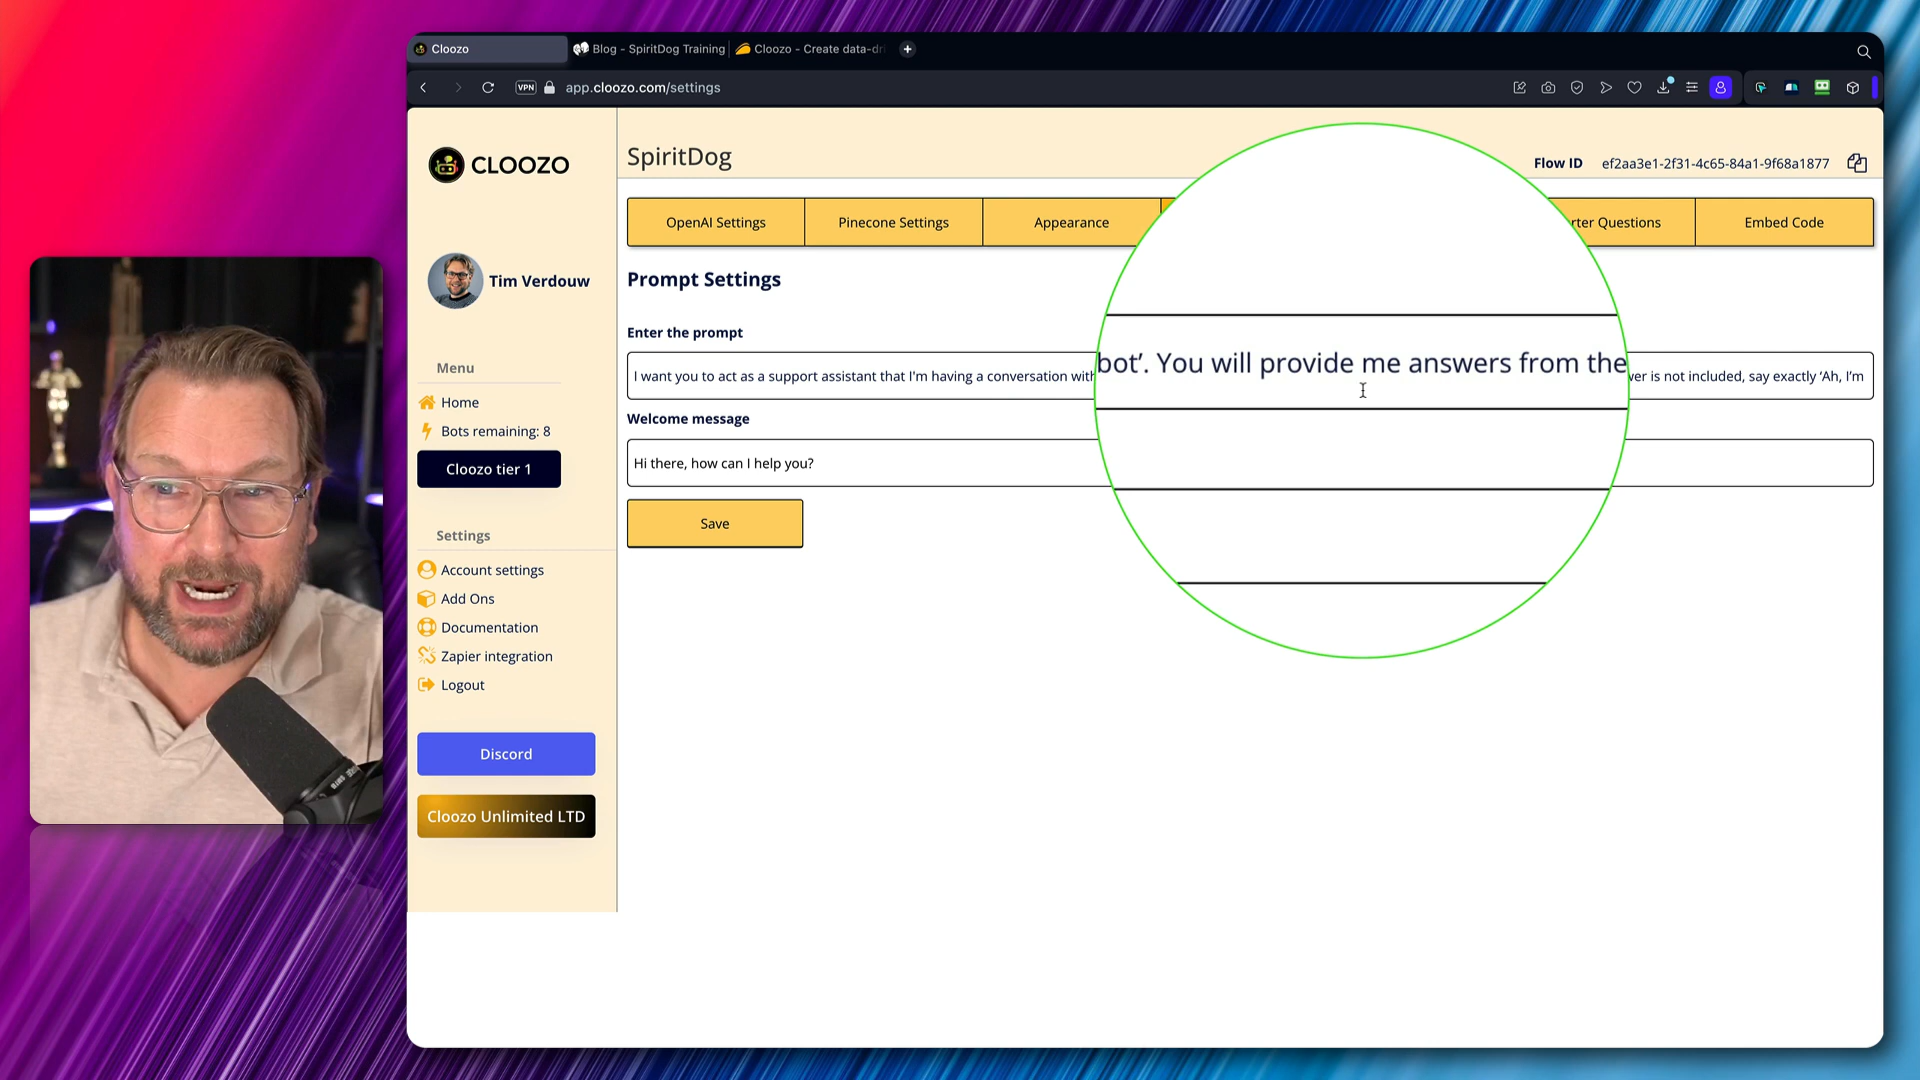 Cloozo
Blog - SpiritDog Training
Cloozo - Create data-dri
VPN
app.cloozo.com/settings
CLOOZO
SpiritDog
Flow ID
ef2aa3e1-2f31-4c65-84a1-9f68a1877
OpenAI Settings
Pinecone Settings
Appearance
rter Questions
Embed Code
Tim Verdouw
Prompt Settings
Enter the prompt
I want you to act as a support assistant that I'm having a conversation with
bot’. You will provide me answers from the
ver is not included, say exactly ‘Ah, I’m
Menu
Home
Bots remaining: 8
Cloozo tier 1
Welcome message
Hi there, how can I help you?
Save
Settings
Account settings
Add Ons
Documentation
Zapier integration
Logout
Discord
Cloozo Unlimited LTD